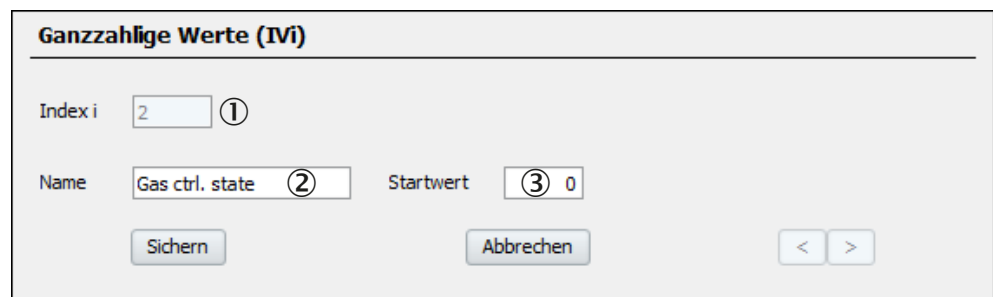 Ganzzahlige Werte (IVi)
Index i 2 ①
Name Gas ctrl. state ② Startwert ③ 0
Sichern Abbrechen < >